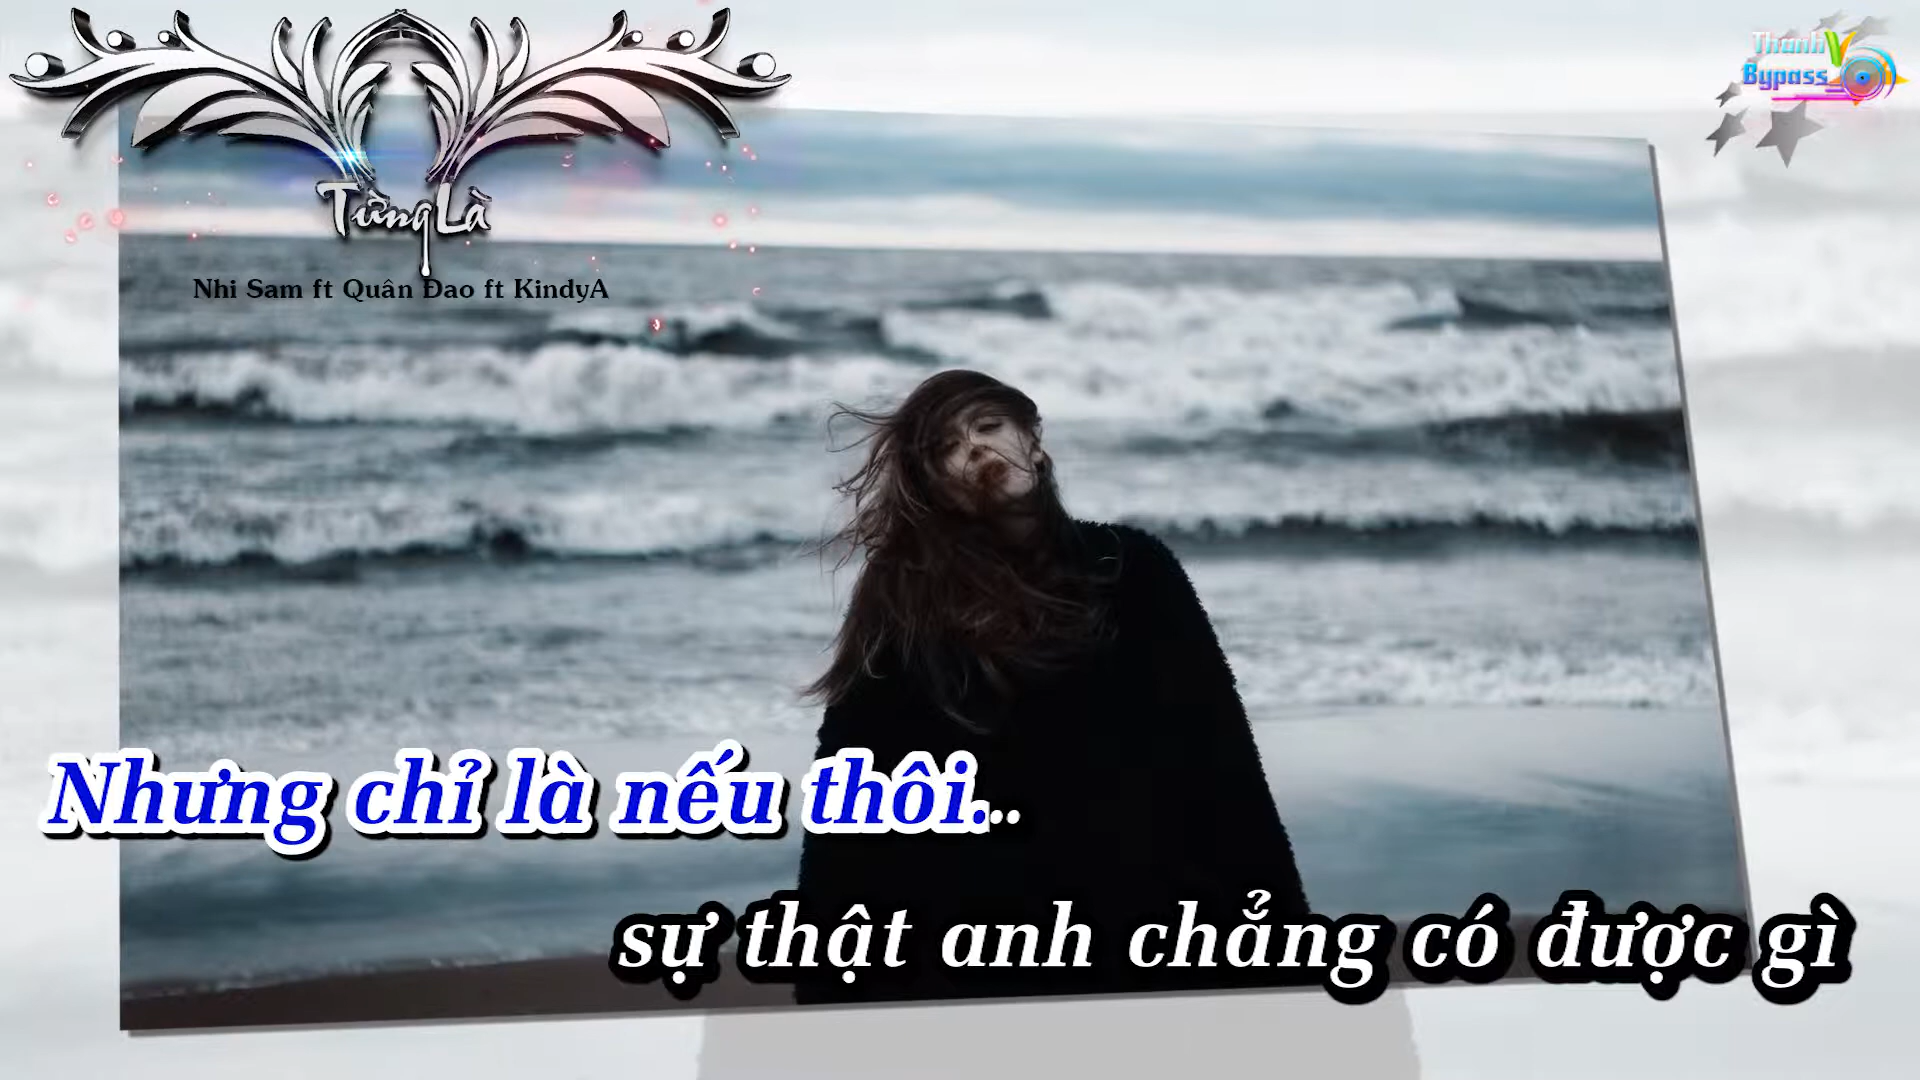 Từng Là
Nhi Sam ft Quân Đao ft KindyA
Thanh V
Bypass
Nhưng chỉ là nếu thôi...
sự thật anh chẳng có được gì